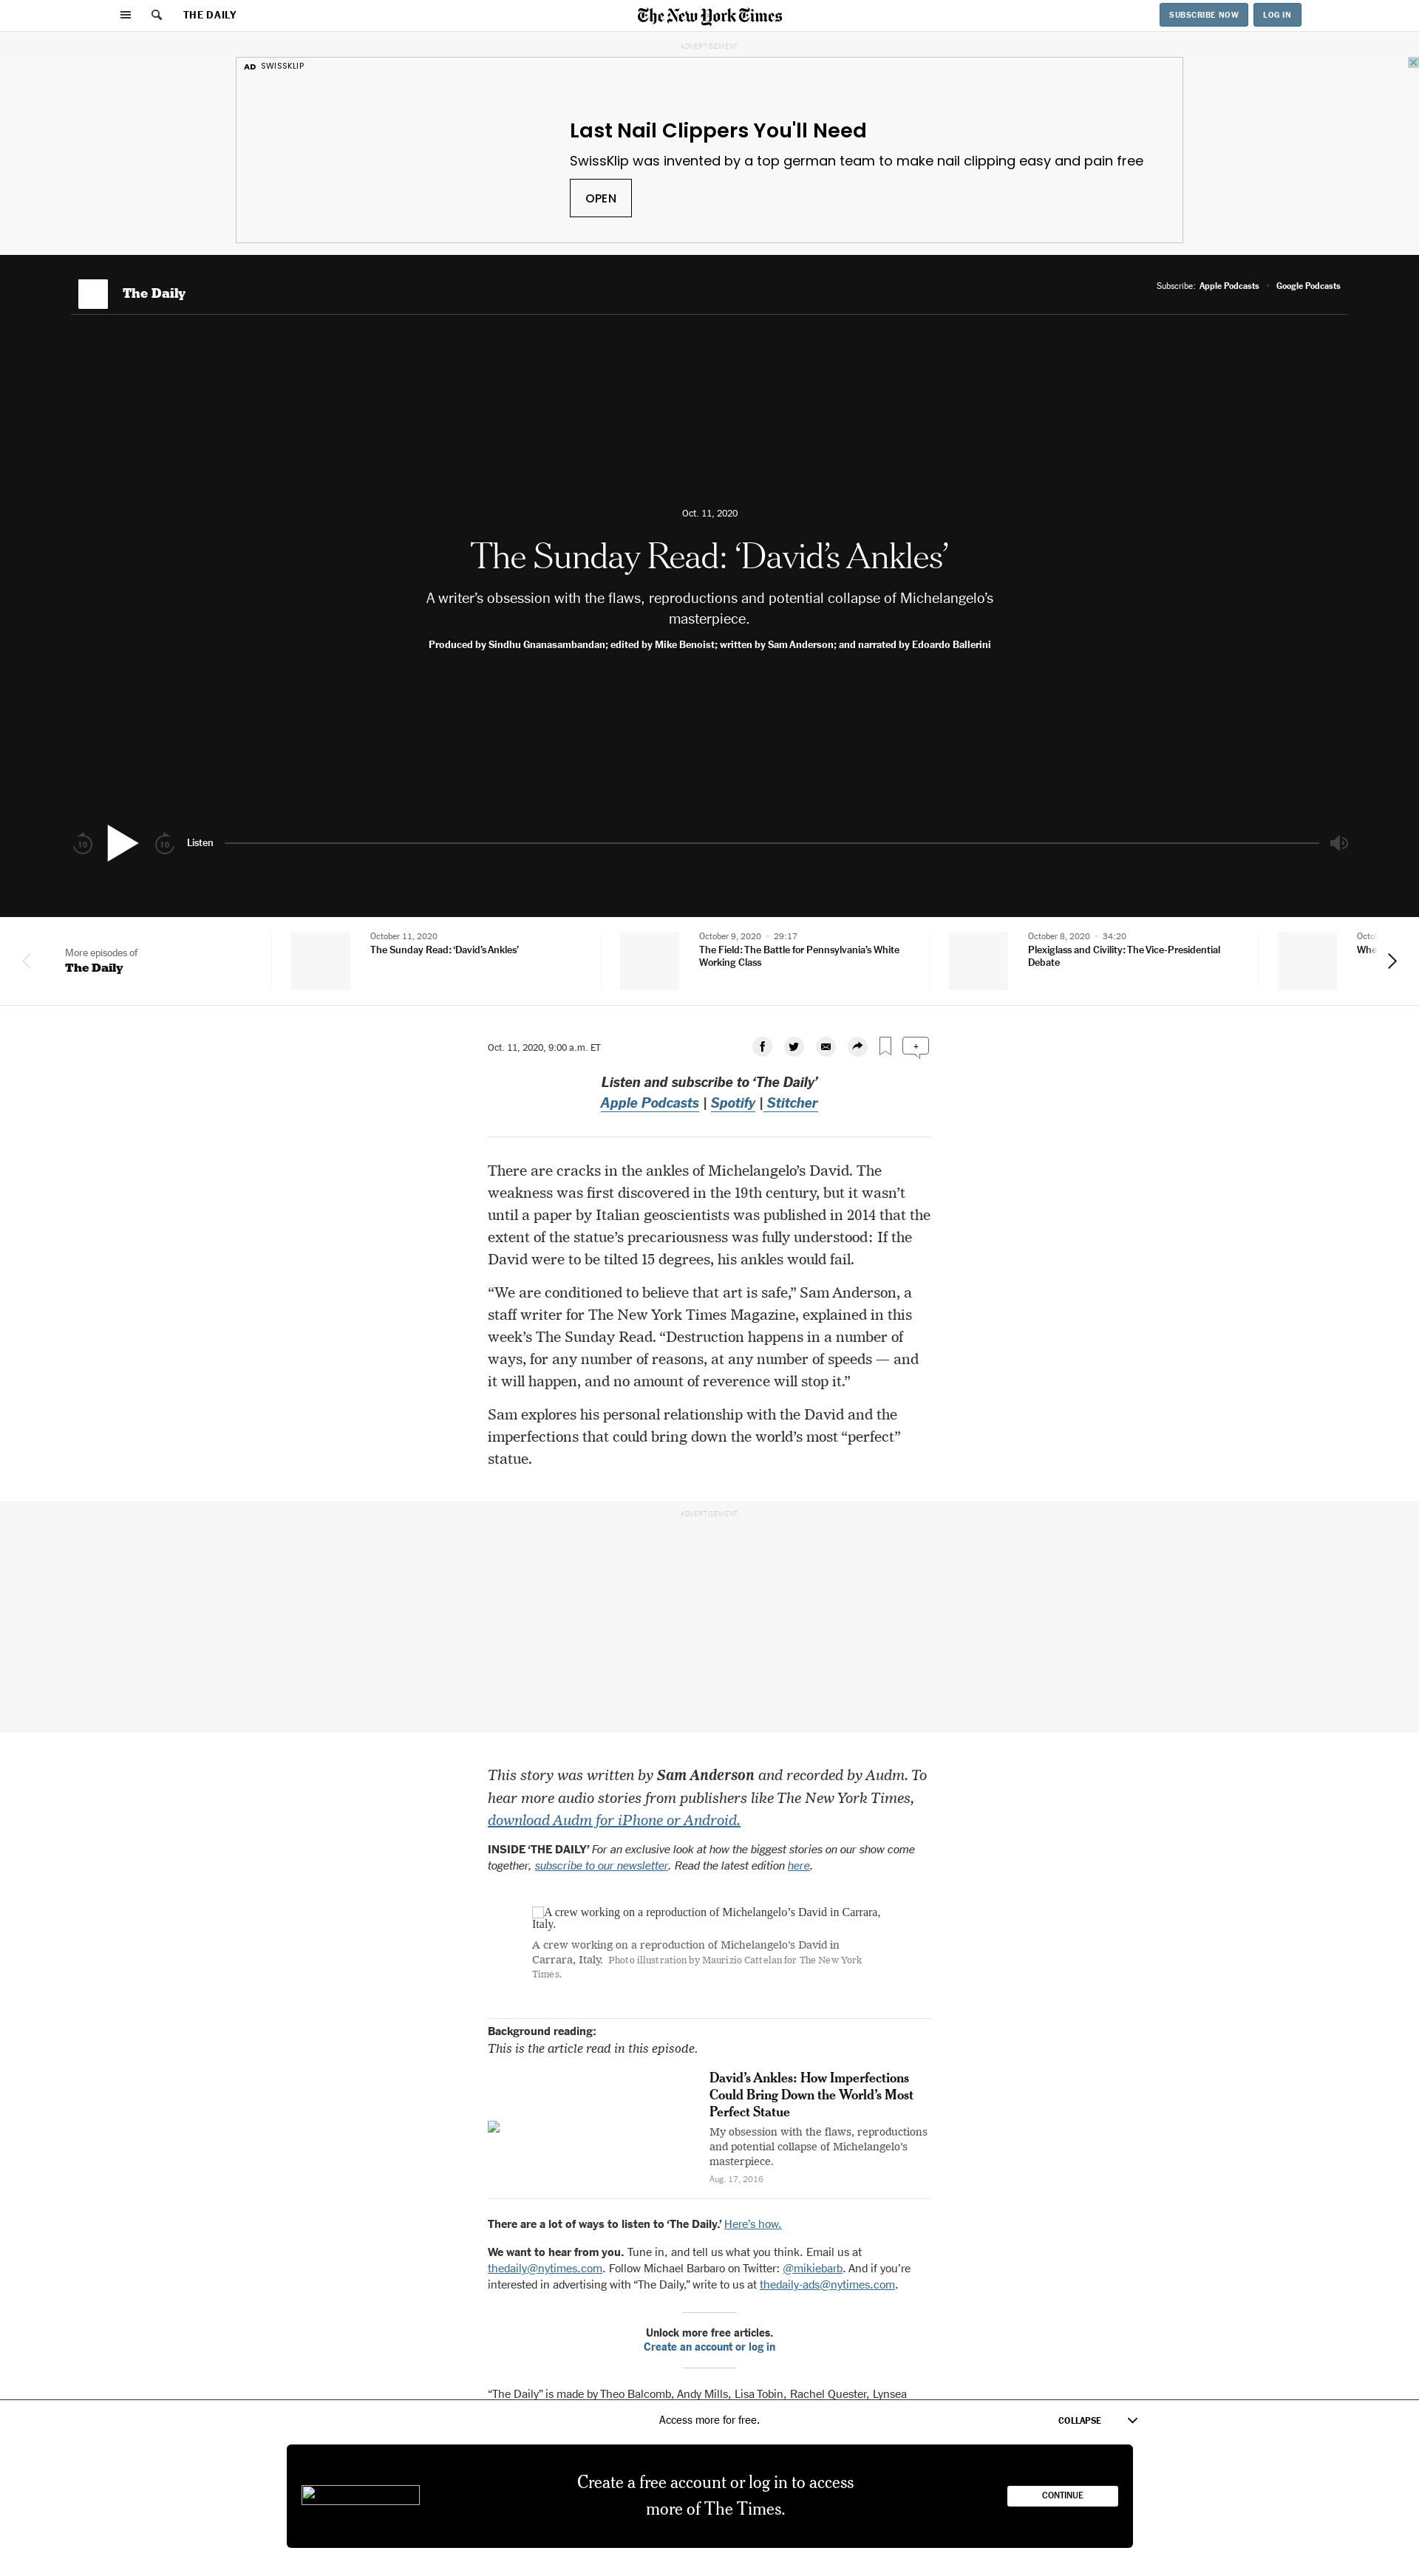 THE DAILY
The New York Times
SUBSCRIBE NOW
LOG IN
ADVERTISEMENT
AD SWISSKLIP
Last Nail Clippers You'll Need
SwissKlip was invented by a top german team to make nail clipping easy and pain free
OPEN
The Daily
Subscribe: Apple Podcasts • Google Podcasts
Oct. 11, 2020
The Sunday Read: ‘David’s Ankles’
A writer’s obsession with the flaws, reproductions and potential collapse of Michelangelo’s
masterpiece.
Produced by Sindhu Gnanasambandan; edited by Mike Benoist; written by Sam Anderson; and narrated by Edoardo Ballerini
10
10
Listen
More episodes of
The Daily
October 11, 2020
The Sunday Read: ‘David’s Ankles’
October 9, 2020 • 29:17
The Field: The Battle for Pennsylvania’s White
Working Class
October 8, 2020 • 34:20
Plexiglass and Civility: The Vice-Presidential
Debate
Octo
Whe
Oct. 11, 2020, 9:00 a.m. ET
+
Listen and subscribe to ‘The Daily’
Apple Podcasts | Spotify | Stitcher
There are cracks in the ankles of Michelangelo’s David. The
weakness was first discovered in the 19th century, but it wasn’t
until a paper by Italian geoscientists was published in 2014 that the
extent of the statue’s precariousness was fully understood: If the
David were to be tilted 15 degrees, his ankles would fail.
“We are conditioned to believe that art is safe,” Sam Anderson, a
staff writer for The New York Times Magazine, explained in this
week’s The Sunday Read. “Destruction happens in a number of
ways, for any number of reasons, at any number of speeds — and
it will happen, and no amount of reverence will stop it.”
Sam explores his personal relationship with the David and the
imperfections that could bring down the world’s most “perfect”
statue.
ADVERTISEMENT
This story was written by Sam Anderson and recorded by Audm. To
hear more audio stories from publishers like The New York Times,
download Audm for iPhone or Android.
INSIDE ‘THE DAILY’ For an exclusive look at how the biggest stories on our show come
together, subscribe to our newsletter. Read the latest edition here.
A crew working on a reproduction of Michelangelo’s David in Carrara,
Italy.
A crew working on a reproduction of Michelangelo’s David in
Carrara, Italy. Photo illustration by Maurizio Cattelan for The New York
Times.
Background reading:
This is the article read in this episode.
David’s Ankles: How Imperfections
Could Bring Down the World’s Most
Perfect Statue
My obsession with the flaws, reproductions
and potential collapse of Michelangelo’s
masterpiece.
Aug. 17, 2016
There are a lot of ways to listen to ‘The Daily.’ Here’s how.
We want to hear from you. Tune in, and tell us what you think. Email us at
thedaily@nytimes.com. Follow Michael Barbaro on Twitter: @mikiebarb. And if you’re
interested in advertising with “The Daily,” write to us at thedaily-ads@nytimes.com.
Unlock more free articles.
Create an account or log in
“The Daily” is made by Theo Balcomb, Andy Mills, Lisa Tobin, Rachel Quester, Lynsea
Access more for free.
COLLAPSE
Create a free account or log in to access
more of The Times.
CONTINUE